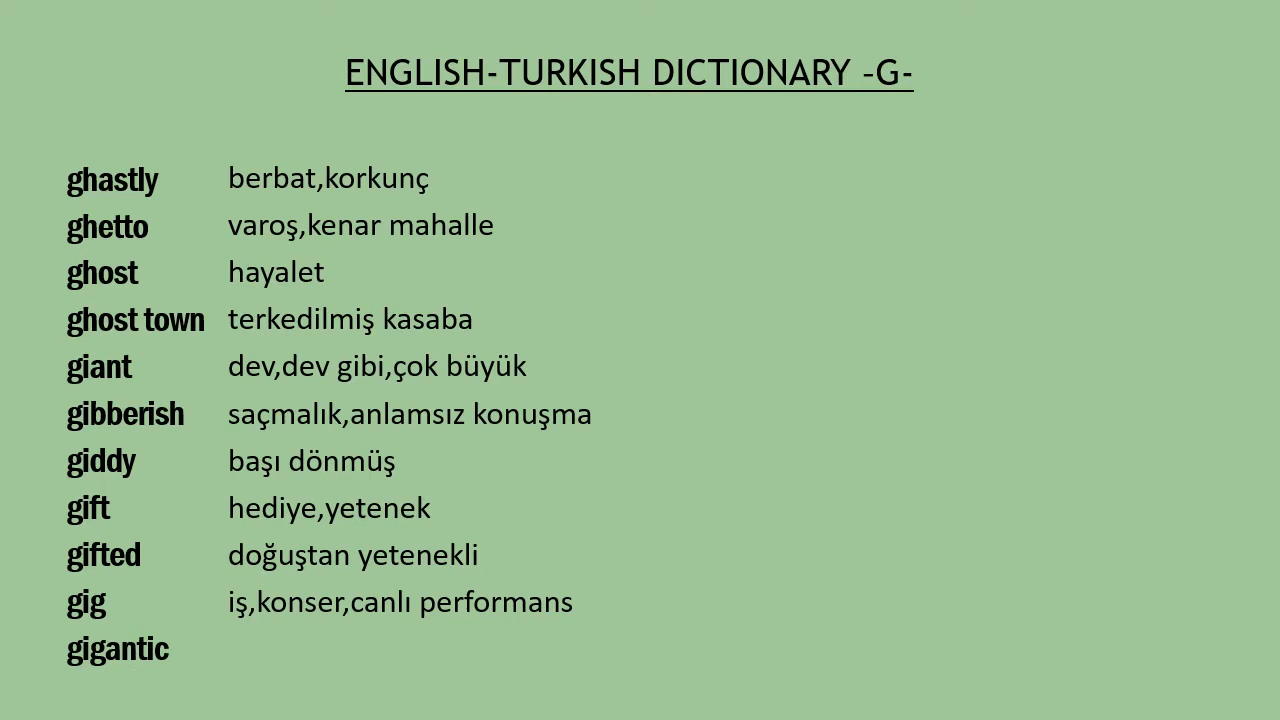 ENGLISH-TURKISH DICTIONARY –G-
ghastly berbat,korkunç
ghetto varoş,kenar mahalle
ghost hayalet
ghost town terkedilmiş kasaba
giant dev,dev gibi,çok büyük
gibberish saçmalık,anlamsız konuşma
giddy başı dönmüş
gift hediye,yetenek
gifted doğuştan yetenekli
gig iş,konser,canlı performans
gigantic